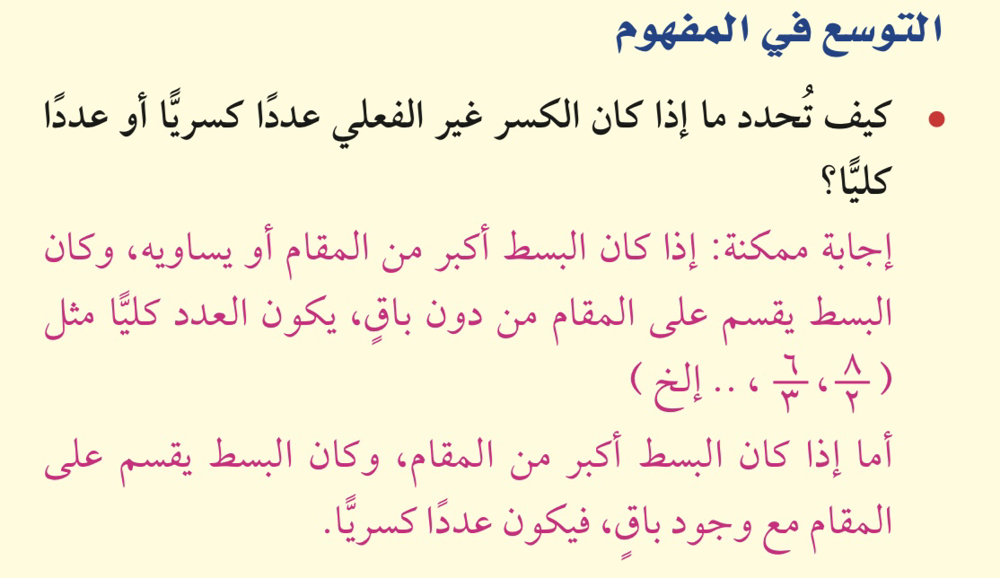 التوسع في المفهوم
• كيف تُحدد ما إذا كان الكسر غير الفعلي عددًا كسريًّا أو عددًا
كليًّا؟
إجابة ممكنة: إذا كان البسط أكبر من المقام أو يساويه، وكان
البسط يقسم على المقام من دون باقٍ، يكون العدد كليًّا مثل
( ٨/٢ ، ٦/٣ ، .. إلخ )
أما إذا كان البسط أكبر من المقام، وكان البسط يقسم على
المقام مع وجود باقٍ، فيكون عددًا كسريًّا.